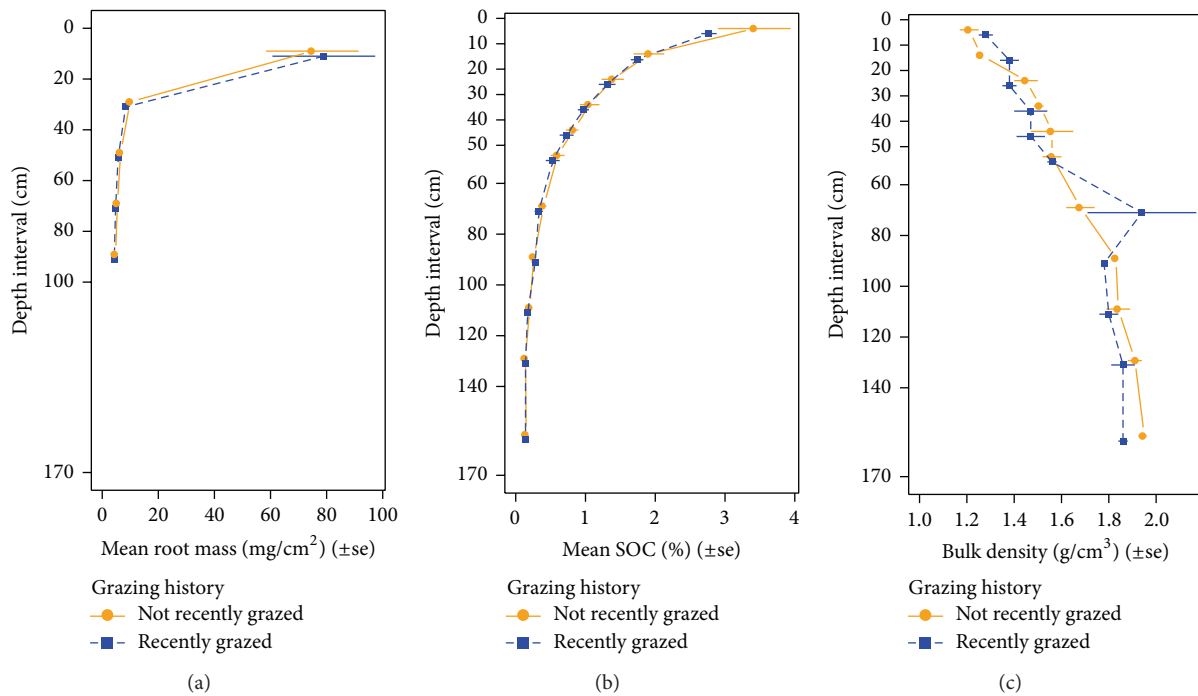 0
20
40
60
80
100
170
Depth interval (cm)
0 20 40 60 80 100
Mean root mass (mg/cm²) (±se)
Grazing history
Not recently grazed
Recently grazed
(a)
0
10
20
30
40
50
60
80
100
120
140
170
Depth interval (cm)
0 1 2 3 4
Mean SOC (%) (±se)
Grazing history
Not recently grazed
Recently grazed
(b)
0
10
20
30
40
50
60
80
100
120
130
170
Depth interval (cm)
1.0 1.2 1.4 1.6 1.8 2.0
Bulk density (g/cm³) (±se)
Grazing history
Not recently grazed
Recently grazed
(c)